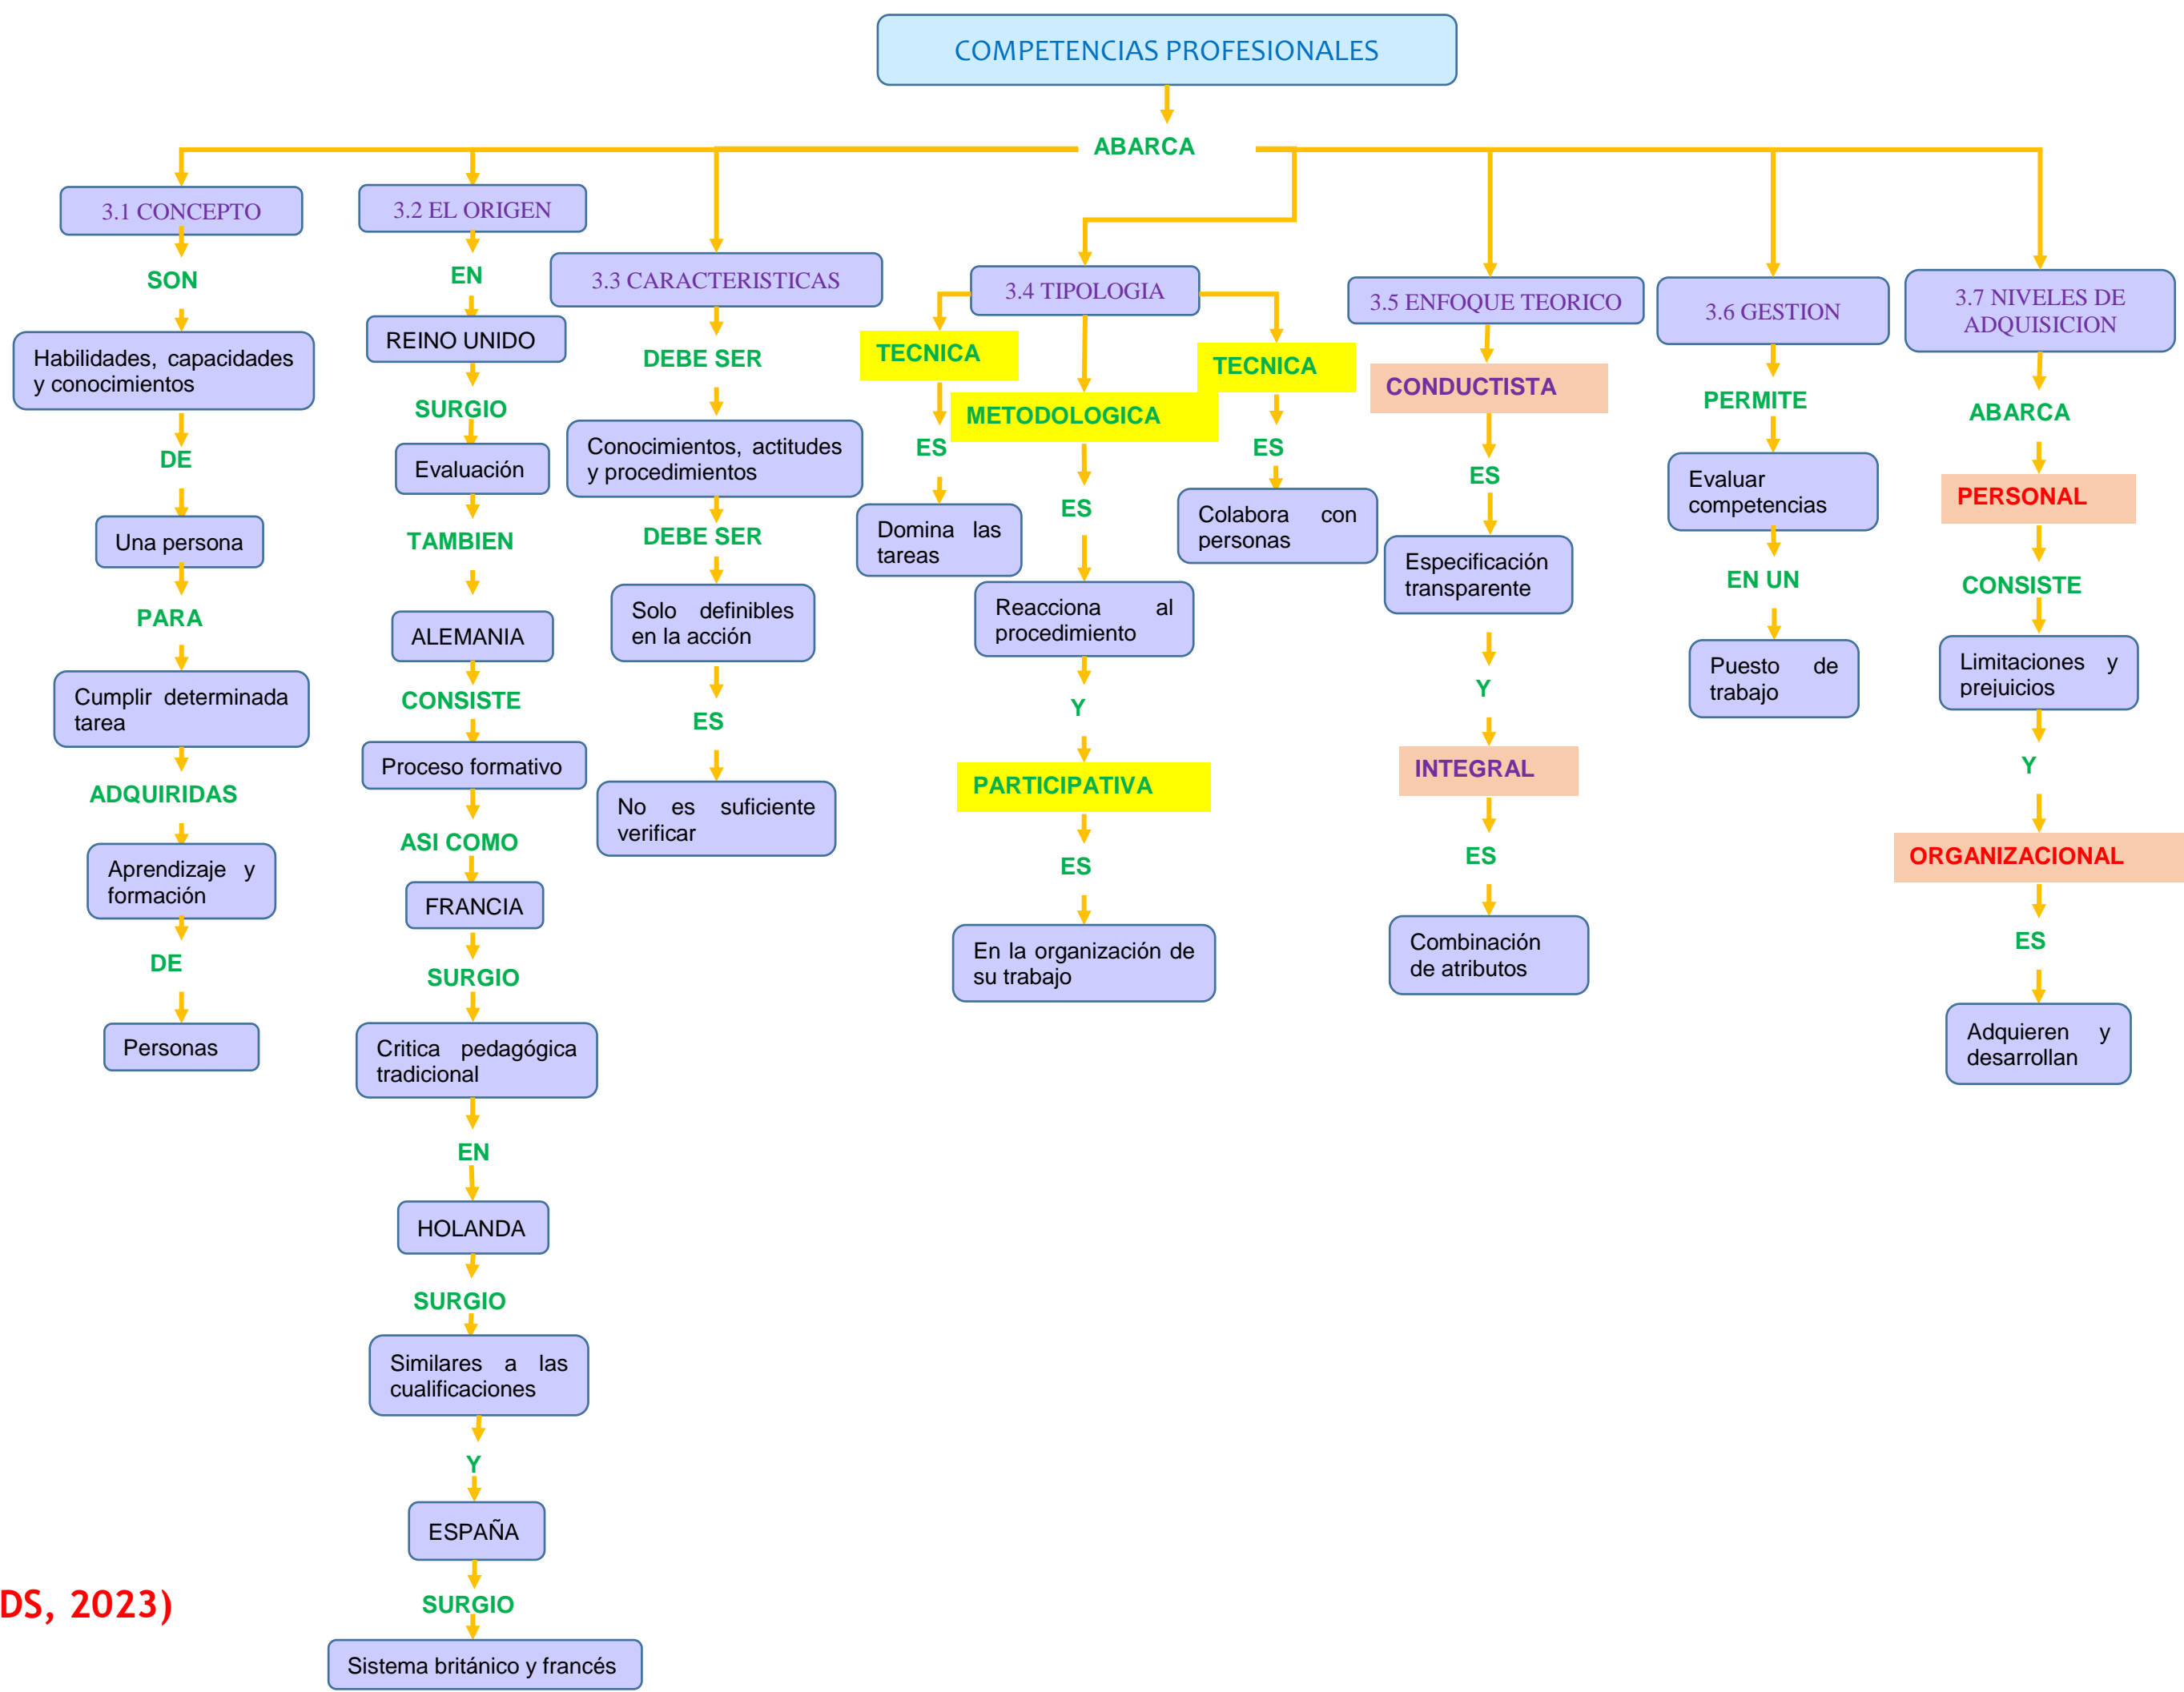 COMPETENCIAS PROFESIONALES
ABARCA
3.1 CONCEPTO
SON
Habilidades, capacidades
y conocimientos
DE
Una persona
PARA
Cumplir determinada
tarea
ADQUIRIDAS
Aprendizaje y
formación
DE
Personas
3.2 EL ORIGEN
EN
REINO UNIDO
SURGIO
Evaluación
TAMBIEN
ALEMANIA
CONSISTE
Proceso formativo
ASI COMO
FRANCIA
SURGIO
Critica pedagógica
tradicional
EN
HOLANDA
SURGIO
Similares a las
cualificaciones
Y
ESPAÑA
SURGIO
Sistema británico y francés
3.3 CARACTERISTICAS
DEBE SER
Conocimientos, actitudes
y procedimientos
DEBE SER
Solo definibles
en la acción
ES
No es suficiente
verificar
3.4 TIPOLOGIA
TECNICA
ES
Domina las
tareas
METODOLOGICA
ES
Reacciona al
procedimiento
Y
PARTICIPATIVA
ES
En la organización de
su trabajo
TECNICA
ES
Colabora con
personas
3.5 ENFOQUE TEORICO
CONDUCTISTA
ES
Especificación
transparente
Y
INTEGRAL
ES
Combinación
de atributos
3.6 GESTION
PERMITE
Evaluar
competencias
EN UN
Puesto de
trabajo
3.7 NIVELES DE
ADQUISICION
ABARCA
PERSONAL
CONSISTE
Limitaciones y
prejuicios
Y
ORGANIZACIONAL
ES
Adquieren y
desarrollan
DS, 2023)